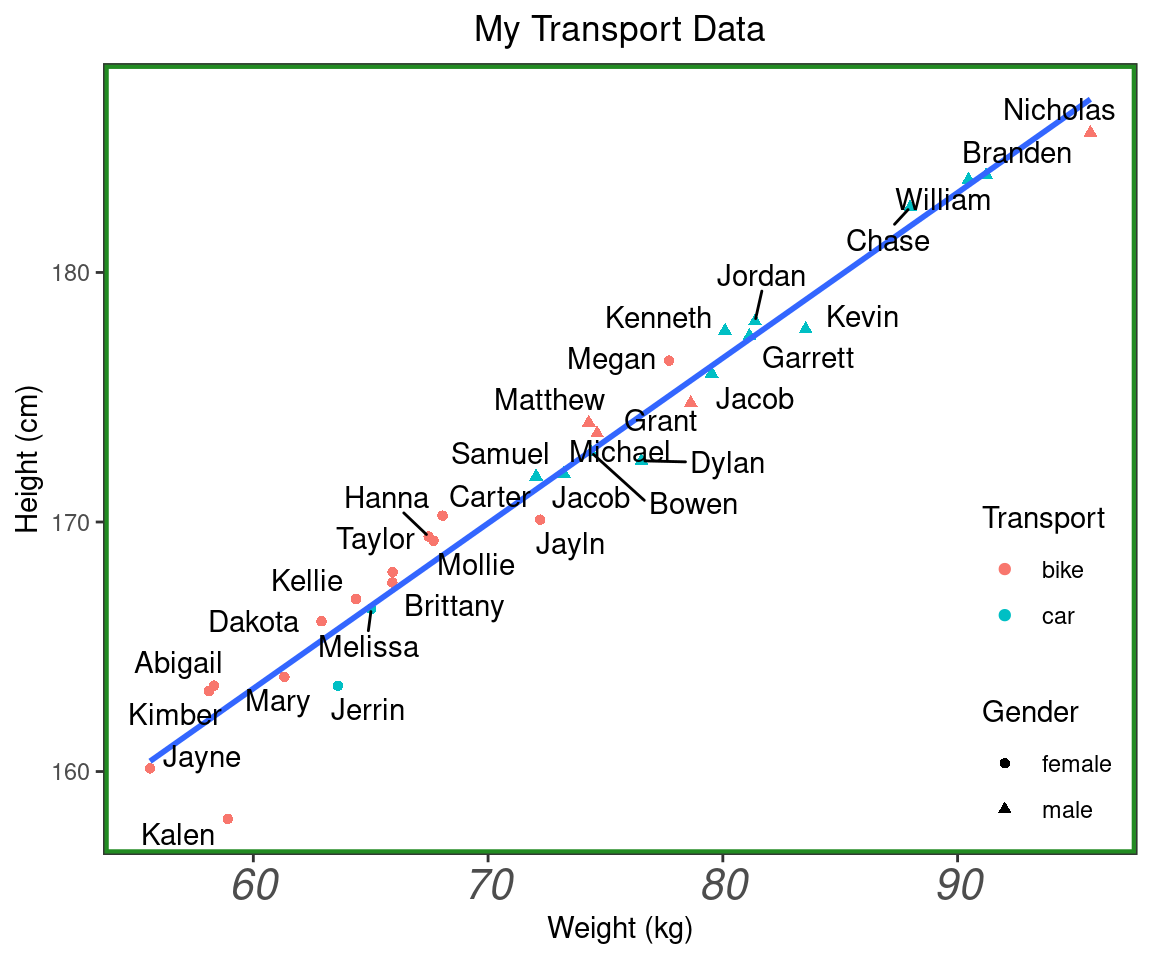 My Transport Data
Height (cm)
180
170
160
Nicholas
Branden
William
Chase
Jordan
Kenneth
Kevin
Megan
Garrett
Matthew
Jacob
Grant
Samuel
Michael
Dylan
Hanna
Carter
Jacob
Bowen
Taylor
Jayln
Mollie
Kellie
Brittany
Dakota
Melissa
Abigail
Mary
Jerrin
Kimber
Jayne
Kalen
Transport
bike
car
Gender
female
male
60 70 80 90
Weight (kg)